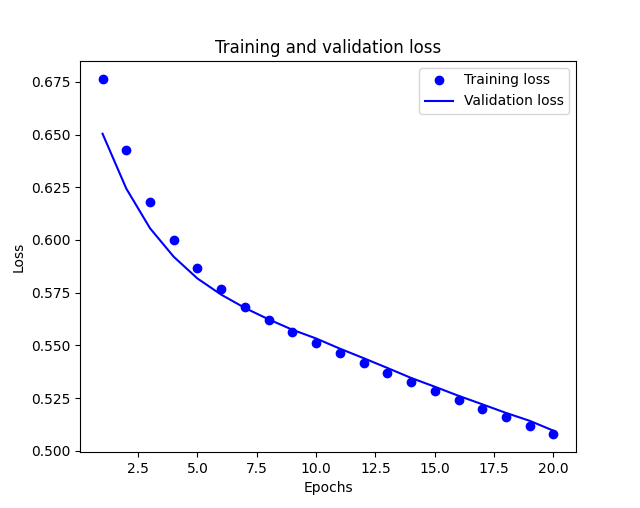 Training and validation loss
Training loss
Validation loss
0.675
0.650
0.625
0.600
0.575
0.550
0.525
0.500
Loss
2.5 5.0 7.5 10.0 12.5 15.0 17.5 20.0
Epochs